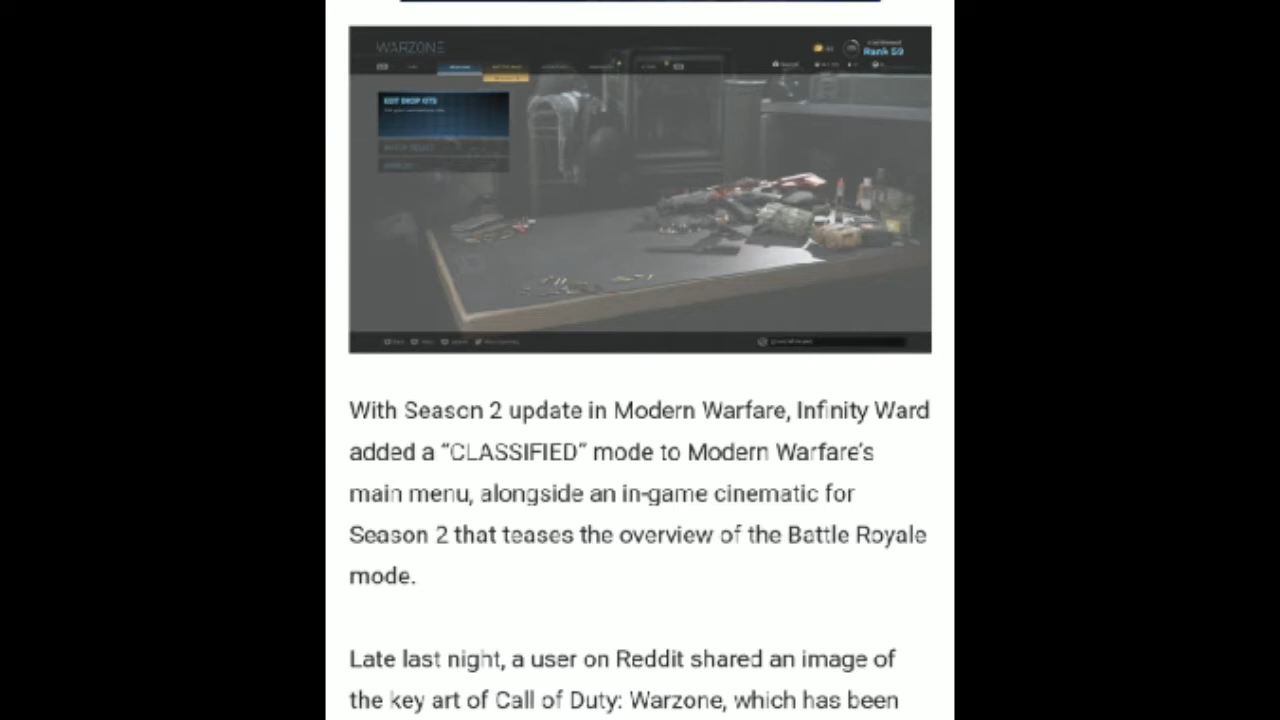 WARZONE
Rank 59
EDIT DROP KITS
With Season 2 update in Modern Warfare, Infinity Ward
added a “CLASSIFIED” mode to Modern Warfare’s
main menu, alongside an in-game cinematic for
Season 2 that teases the overview of the Battle Royale
mode.
Late last night, a user on Reddit shared an image of
the key art of Call of Duty: Warzone, which has been